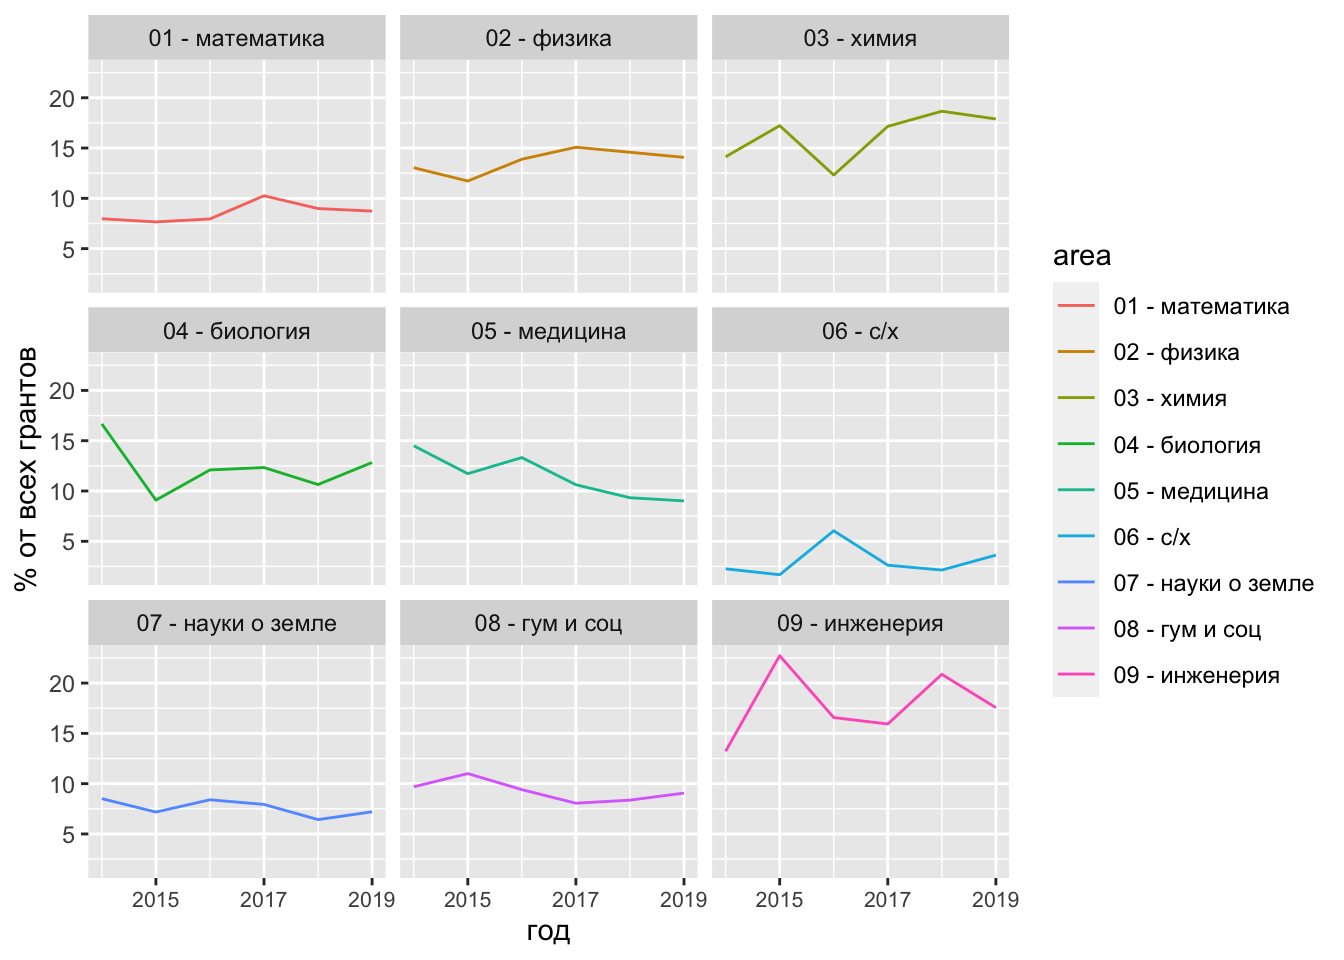 01 - математика
02 - физика
03 - химия
20
15
10
5
04 - биология
05 - медицина
06 - с/х
20
15
10
5
07 - науки о земле
08 - гум и соц
09 - инженерия
20
15
10
5
2015 2017 2019
2015 2017 2019
2015 2017 2019
год
% от всех грантов
area
01 - математика
02 - физика
03 - химия
04 - биология
05 - медицина
06 - с/х
07 - науки о земле
08 - гум и соц
09 - инженерия